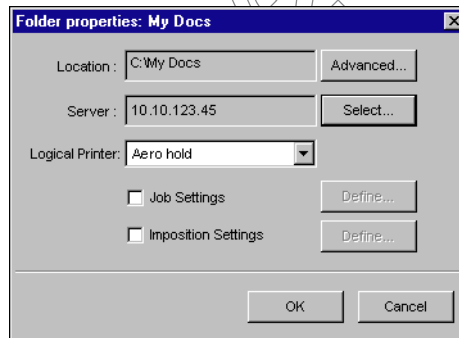 Folder properties: My Docs
Location : C:\My Docs Advanced...
Server : 10.10.123.45 Select...
Logical Printer: Aero hold
Job Settings Define...
Imposition Settings Define...
OK Cancel